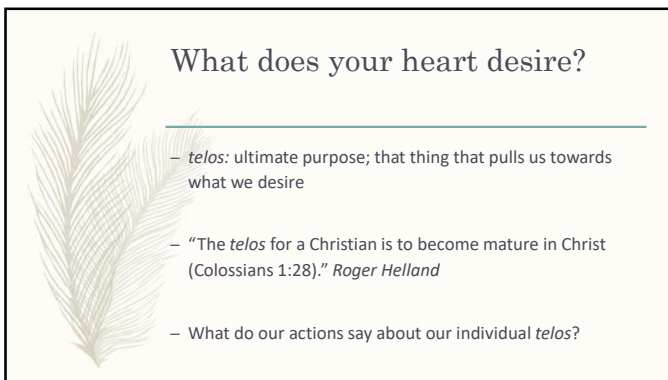 What does your heart desire?
– telos: ultimate purpose; that thing that pulls us towards
what we desire
– “The telos for a Christian is to become mature in Christ
(Colossians 1:28).” Roger Helland
– What do our actions say about our individual telos?